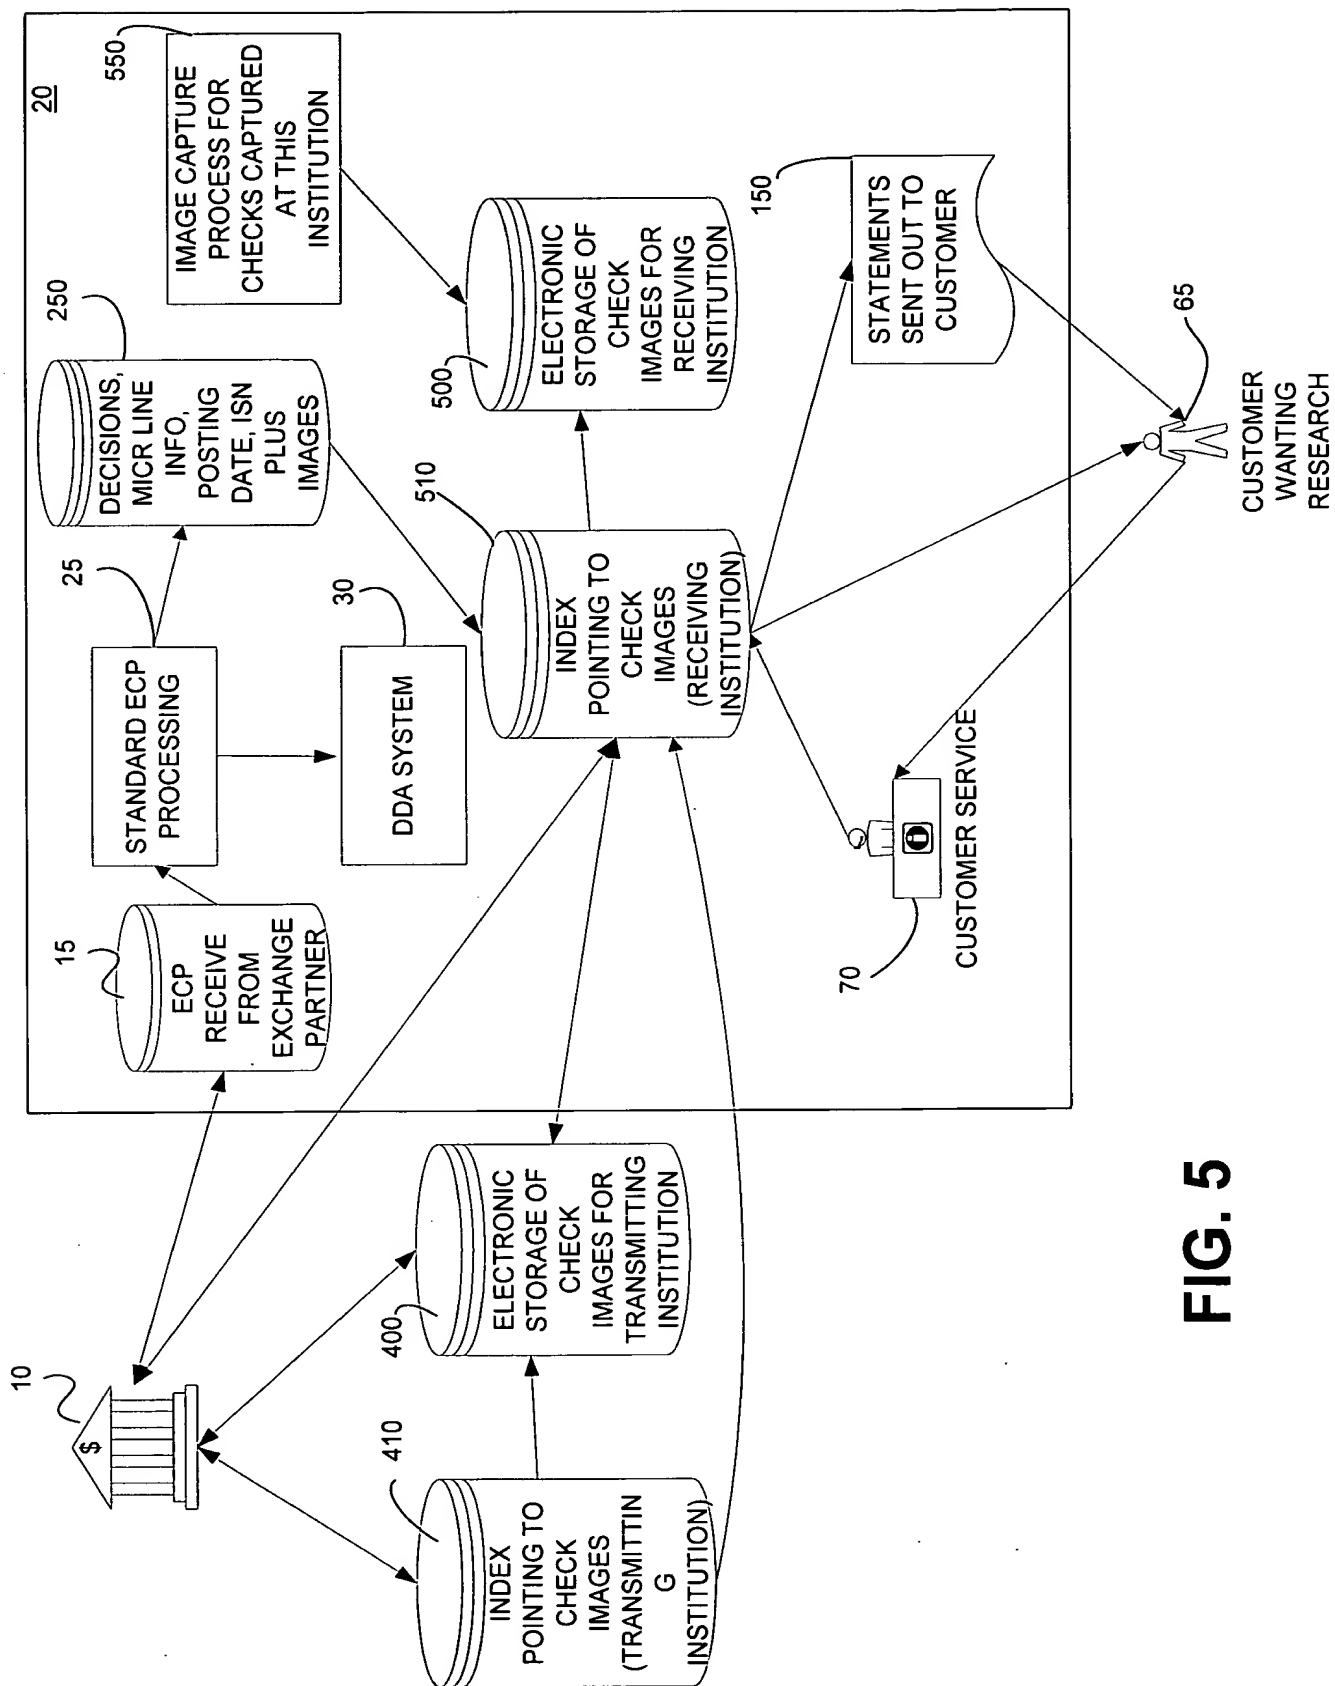 20
550
IMAGE CAPTURE
PROCESS FOR
CHECKS CAPTURED
AT THIS
INSTITUTION
250
DECISIONS,
MICR LINE
INFO,
POSTING
DATE, ISN
PLUS
IMAGES
25
STANDARD ECP
PROCESSING
30
DDA SYSTEM
15
ECP
RECEIVE
FROM
EXCHANGE
PARTNER
10
$
500
ELECTRONIC
STORAGE OF
CHECK
IMAGES FOR
RECEIVING
INSTITUTION
510
INDEX
POINTING TO
CHECK
IMAGES
(RECEIVING
INSTITUTION)
400
ELECTRONIC
STORAGE OF
CHECK
IMAGES FOR
TRANSMITTING
INSTITUTION
410
INDEX
POINTING TO
CHECK
IMAGES
(TRANSMITTIN
G
INSTITUTION)
150
STATEMENTS
SENT OUT TO
CUSTOMER
70
i
CUSTOMER SERVICE
65
CUSTOMER
WANTING
RESEARCH
FIG. 5